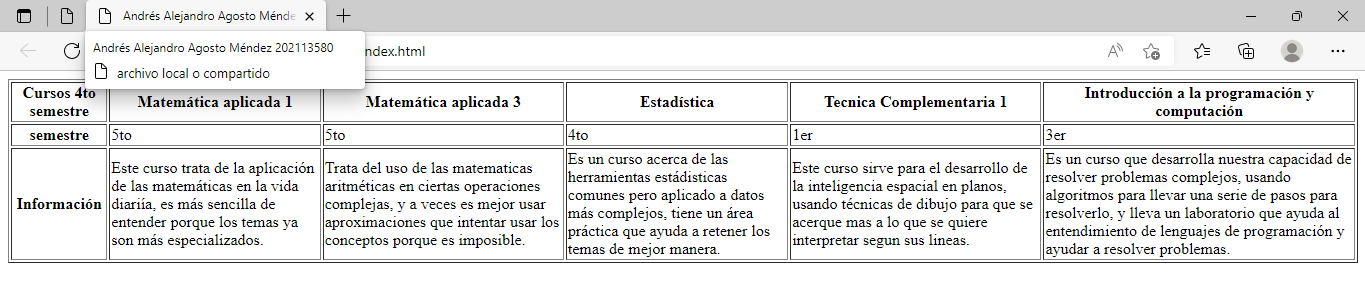 Andrés Alejandro Agosto Ménde
Andrés Alejandro Agosto Méndez 202113580
ndex.html
archivo local o compartido
Cursos 4to
semestre
Matemática aplicada 1
Matemática aplicada 3
Estadística
Tecnica Complementaria 1
Introducción a la programación y
computación
semestre
5to
5to
4to
1er
3er
Información
Este curso trata de la aplicación
de las matemáticas en la vida
diariía, es más sencilla de
entender porque los temas ya
son más especializados.
Trata del uso de las matematicas
aritméticas en ciertas operaciones
complejas, y a veces es mejor usar
aproximaciones que intentar usar los
conceptos porque es imposible.
Es un curso acerca de las
herramientas estádisticas
comunes pero aplicado a datos
más complejos, tiene un área
práctica que ayuda a retener los
temas de mejor manera.
Este curso sirve para el desarrollo de
la inteligencia espacial en planos,
usando técnicas de dibujo para que se
acerque mas a lo que se quiere
interpretar segun sus lineas.
Es un curso que desarrolla nuestra capacidad de
resolver problemas complejos, usando
algoritmos para llevar una serie de pasos para
resolverlo, y lleva un laboratorio que ayuda al
entendimiento de lenguajes de programación y
ayudar a resolver problemas.